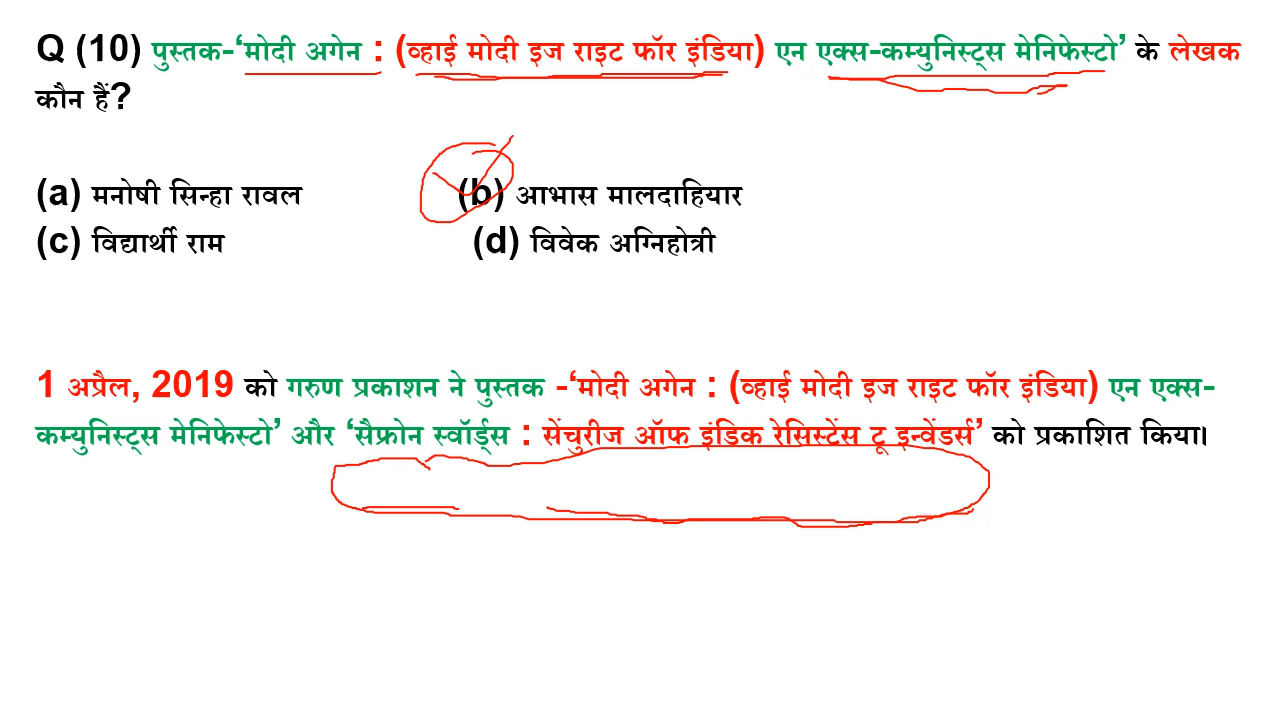 Q (10) पुस्तक-‘मोदी अगेन : (व्हाई मोदी इज राइट फॉर इंडिया) एन एक्स-कम्युनिस्ट्स मेनिफेस्टो’ के लेखक
कौन हैं?
(a) मनोषी सिन्हा रावल (b) आभास मालदाहियार
(c) विद्यार्थी राम (d) विवेक अग्निहोत्री
1 अप्रैल, 2019 को गरुण प्रकाशन ने पुस्तक -‘मोदी अगेन : (व्हाई मोदी इज राइट फॉर इंडिया) एन एक्स-
कम्युनिस्ट्स मेनिफेस्टो’ और ‘सैफ्रोन स्वॉर्ड्स : सेंचुरीज ऑफ इंडिक रेसिस्टेंस टू इन्वेंडर्स’ को प्रकाशित किया।